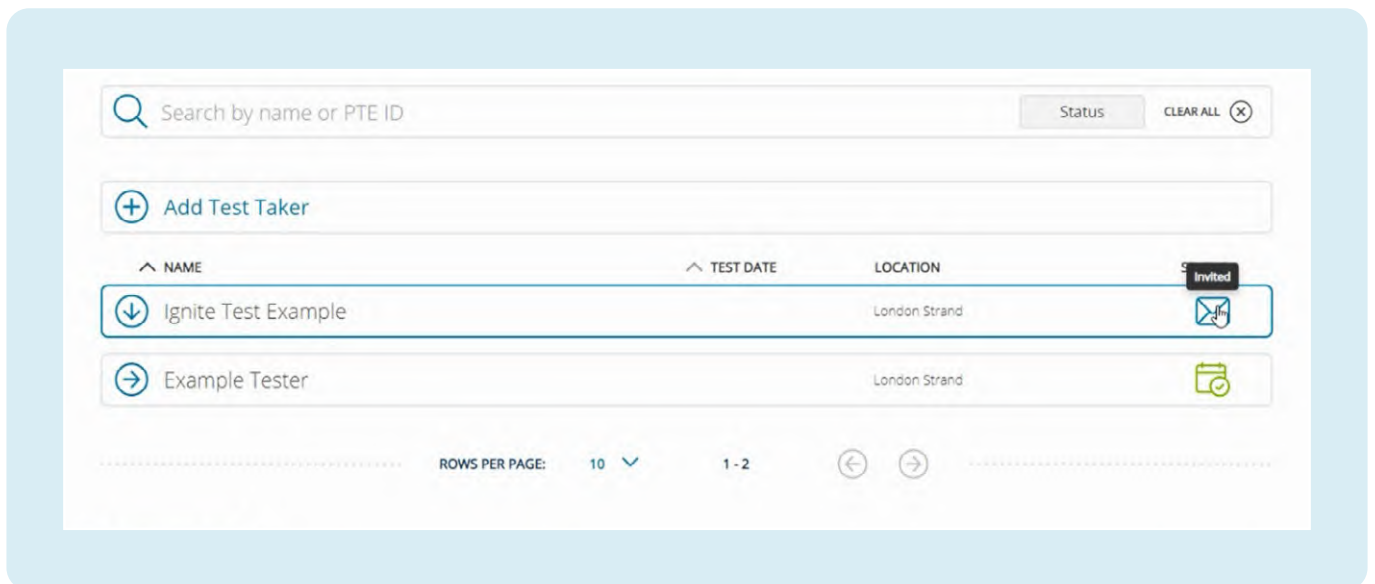 Search by name or PTE ID Status CLEAR ALL
Add Test Taker
NAME TEST DATE LOCATION
Invited
Ignite Test Example London Strand
Example Tester London Strand
ROWS PER PAGE: 10 1 - 2